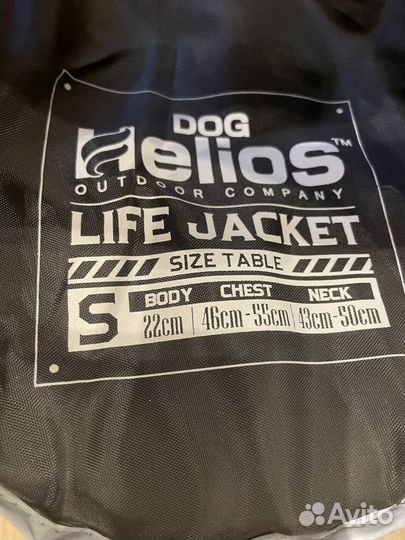 DOG
Helios™
OUTDOOR COMPANY
LIFE JACKET
SIZE TABLE
S BODY CHEST NECK
22cm 46cm-55cm 43cm-50cm
Avito